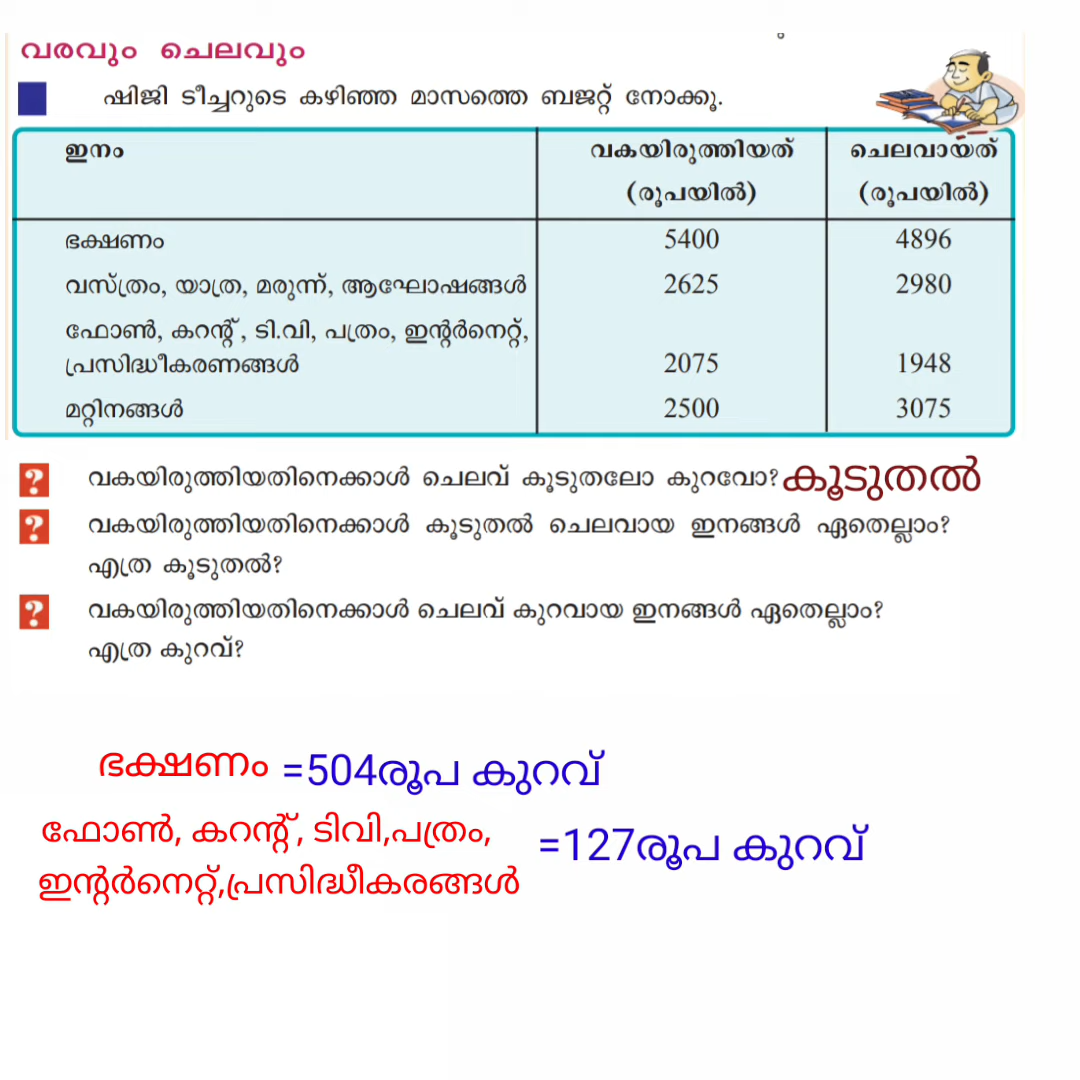 വരവും ചെലവും
ഷിജി ടീച്ചറുടെ കഴിഞ്ഞ മാസത്തെ ബജറ്റ് നോക്കൂ.
ഇനം വകയിരുത്തിയത് ചെലവായത്
(രൂപയിൽ) (രൂപയിൽ)
ഭക്ഷണം 5400 4896
വസ്ത്രം, യാത്ര, മരുന്ന്, ആഘോഷങ്ങൾ 2625 2980
ഫോൺ, കറന്റ്, ടി.വി, പത്രം, ഇന്റർനെറ്റ്,
പ്രസിദ്ധീകരണങ്ങൾ 2075 1948
മറ്റിനങ്ങൾ 2500 3075
? വകയിരുത്തിയതിനെക്കാൾ ചെലവ് കൂടുതലോ കുറവോ? കൂടുതൽ
? വകയിരുത്തിയതിനെക്കാൾ കൂടുതൽ ചെലവായ ഇനങ്ങൾ ഏതെല്ലാം?
എത്ര കൂടുതൽ?
? വകയിരുത്തിയതിനെക്കാൾ ചെലവ് കുറവായ ഇനങ്ങൾ ഏതെല്ലാം?
എത്ര കുറവ്?
ഭക്ഷണം =504രൂപ കുറവ്
ഫോൺ, കറന്റ്, ടിവി,പത്രം,
=127രൂപ കുറവ്
ഇന്റർനെറ്റ്,പ്രസിദ്ധീകരങ്ങൾ